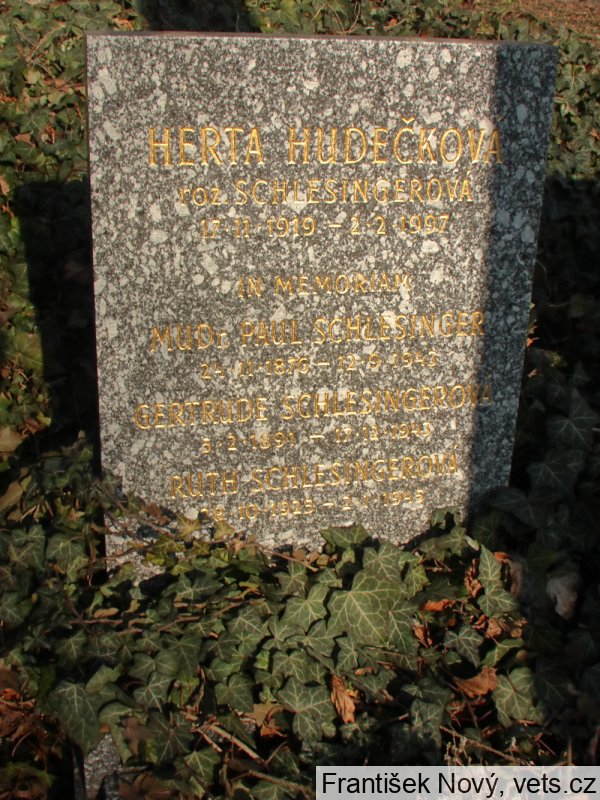 HERTA HUDEČKOVÁ
roz. SCHLESINGEROVÁ
17·11·1919 – 2·2·1997
IN MEMORIAM
MUDr PAUL SCHLESINGER
GERTRUDE SCHLESINGEROVÁ
RUTH SCHLESINGEROVÁ
František Nový, vets.cz